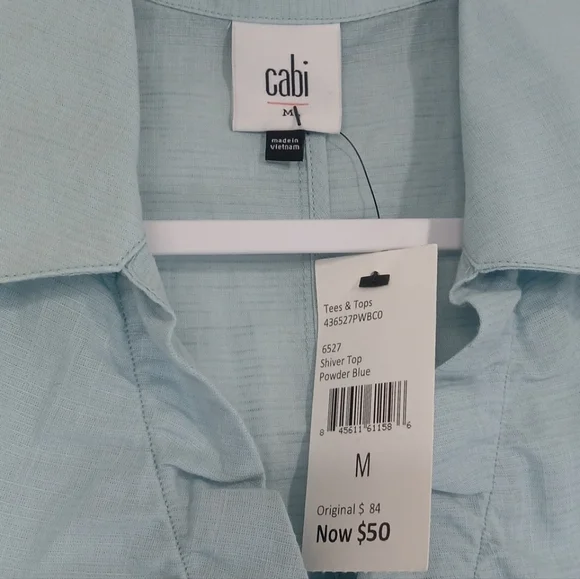 cabi
M
made in
vietnam
Tees & Tops
436527PWBC0
6527
Shiver Top
Powder Blue
8 45611 61158 6
M
Original $ 84
Now $50